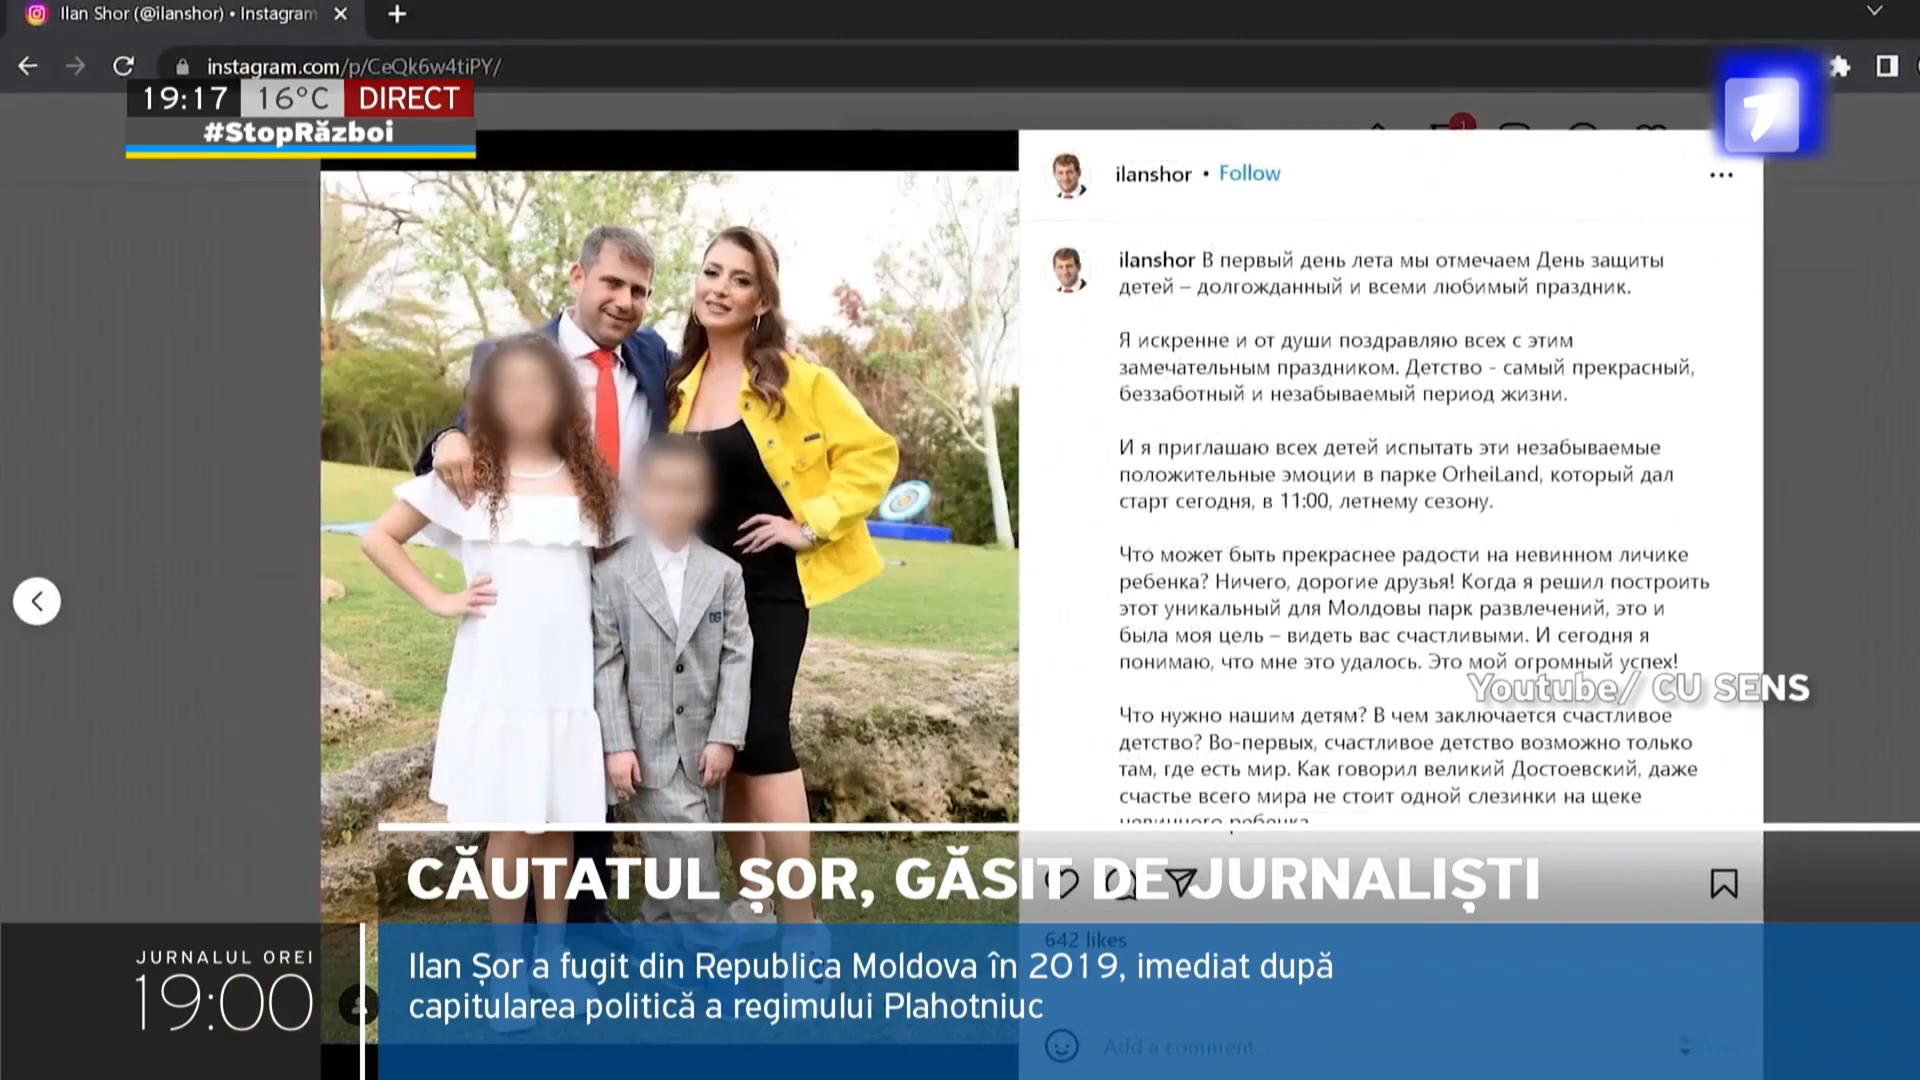 Ilan Shor (@ilanshor) • Instagram
instagram.com/p/CeQk6w4tiPY/
19:17 16°C DIRECT
#StopRăzboi
1
ilanshor • Follow
ilanshor В первый день лета мы отмечаем День защиты
детей – долгожданный и всеми любимый праздник.
Я искренне и от души поздравляю всех с этим
замечательным праздником. Детство - самый прекрасный,
беззаботный и незабываемый период жизни.
И я приглашаю всех детей испытать эти незабываемые
положительные эмоции в парке OrheiLand, который дал
старт сегодня, в 11:00, летнему сезону.
Что может быть прекраснее радости на невинном личике
ребенка? Ничего, дорогие друзья! Когда я решил построить
этот уникальный для Молдовы парк развлечений, это и
была моя цель – видеть вас счастливыми. И сегодня я
понимаю, что мне это удалось. Это мой огромный успех!
Youtube/ CU SENS
Что нужно нашим детям? В чем заключается счастливое
детство? Во-первых, счастливое детство возможно только
там, где есть мир. Как говорил великий Достоевский, даже
счастье всего мира не стоит одной слезинки на щеке
невинного ребенка.
CĂUTATUL ȘOR, GĂSIT DE JURNALIȘTI
642 likes
Ilan Șor a fugit din Republica Moldova în 2019, imediat după
capitularea politică a regimului Plahotniuc
JURNALUL OREI
19:00
Add a comment...
DG